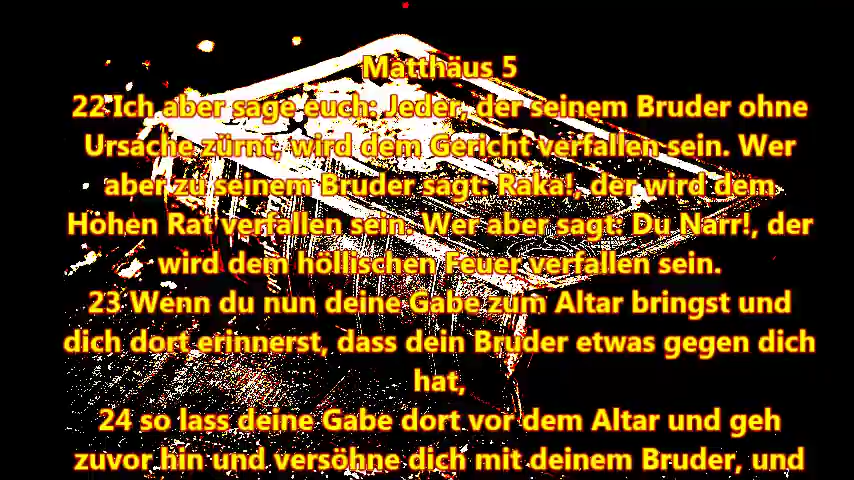 Matthäus 5
22 Ich aber sage euch: Jeder, der seinem Bruder ohne
Ursache zürnt, wird dem Gericht verfallen sein. Wer
aber zu seinem Bruder sagt: Raka!, der wird dem
Hohen Rat verfallen sein. Wer aber sagt: Du Narr!, der
wird dem höllischen Feuer verfallen sein.
23 Wenn du nun deine Gabe zum Altar bringst und
dich dort erinnerst, dass dein Bruder etwas gegen dich
hat,
24 so lass deine Gabe dort vor dem Altar und geh
zuvor hin und versöhne dich mit deinem Bruder, und